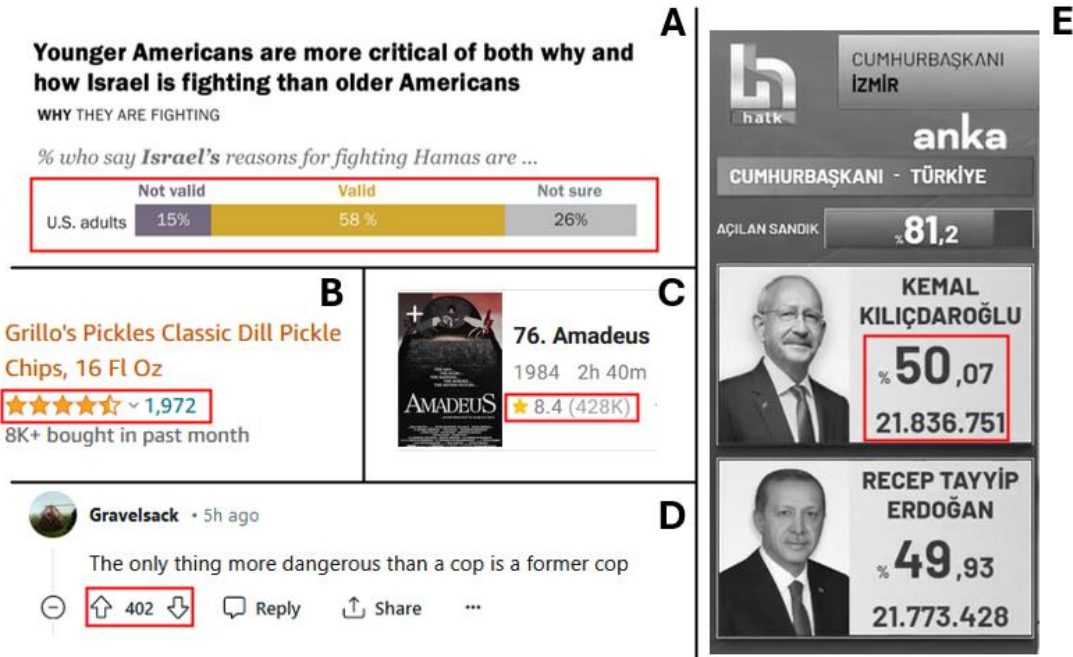 A
Younger Americans are more critical of both why and
how Israel is fighting than older Americans
WHY THEY ARE FIGHTING
% who say Israel's reasons for fighting Hamas are ...
Not valid Valid Not sure
U.S. adults 15% 58 % 26%
B
Grillo's Pickles Classic Dill Pickle
Chips, 16 Fl Oz
1,972
8K+ bought in past month
C
AMADEUS
76. Amadeus
1984 2h 40m
8.4 (428K)
D
Gravelsack • 5h ago
The only thing more dangerous than a cop is a former cop
402 Reply Share ...
E
h
halk
CUMHURBAŞKANI
İZMİR
anka
CUMHURBAŞKANI - TÜRKİYE
AÇILAN SANDIK %81,2
KEMAL
KILIÇDAROĞLU
%50,07
21.836.751
RECEP TAYYİP
ERDOĞAN
%49,93
21.773.428